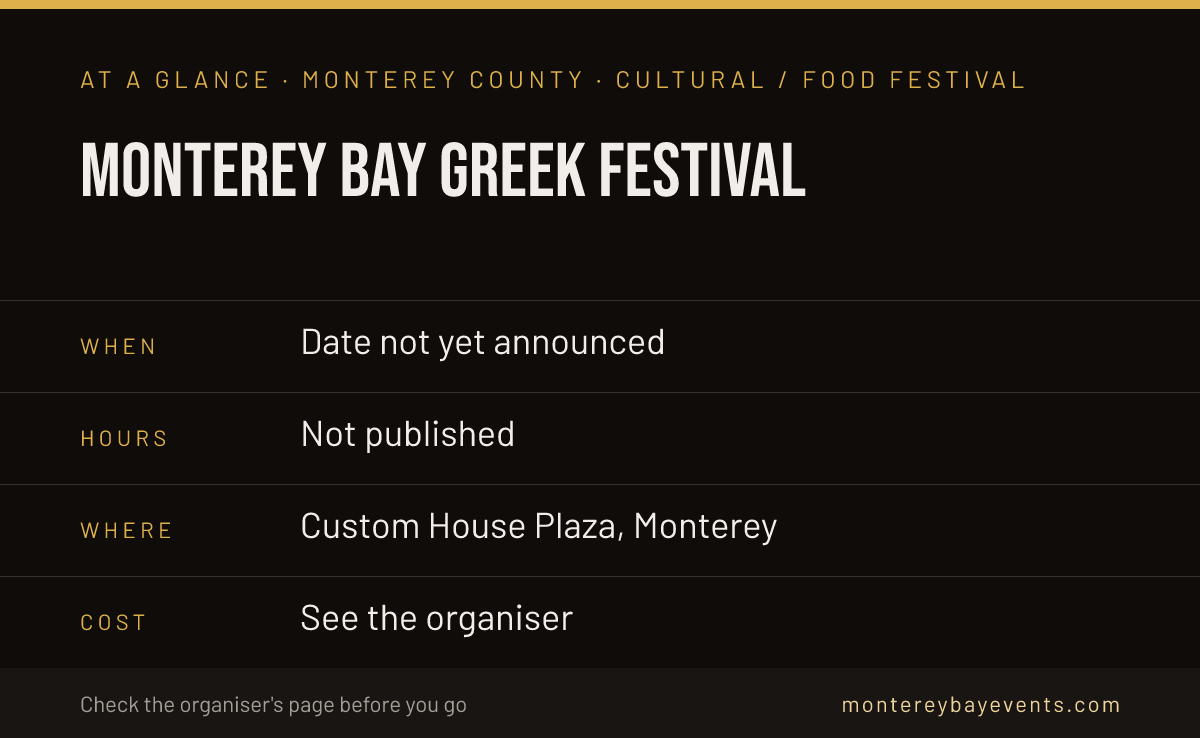 AT A GLANCE · MONTEREY COUNTY · CULTURAL / FOOD FESTIVAL
MONTEREY BAY GREEK FESTIVAL
WHEN Date not yet announced
HOURS Not published
WHERE Custom House Plaza, Monterey
COST See the organiser
Check the organiser's page before you go montereybayevents.com